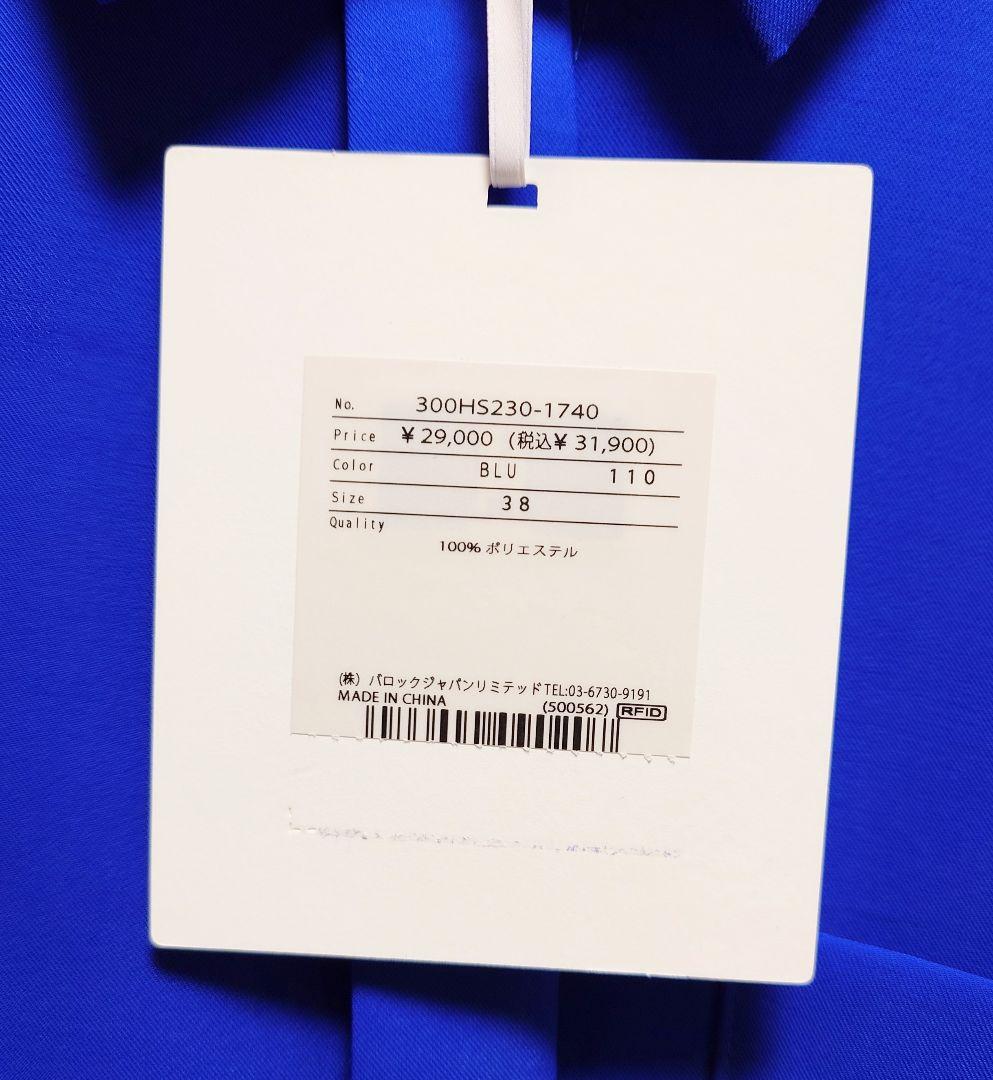 No. 300HS230-1740
Price ¥29,000 (税込¥ 31,900)
Color BLU 110
Size 38
Quality
100% ポリエステル
(株) バロックジャパンリミテッド TEL:03-6730-9191
MADE IN CHINA (500562) RFID